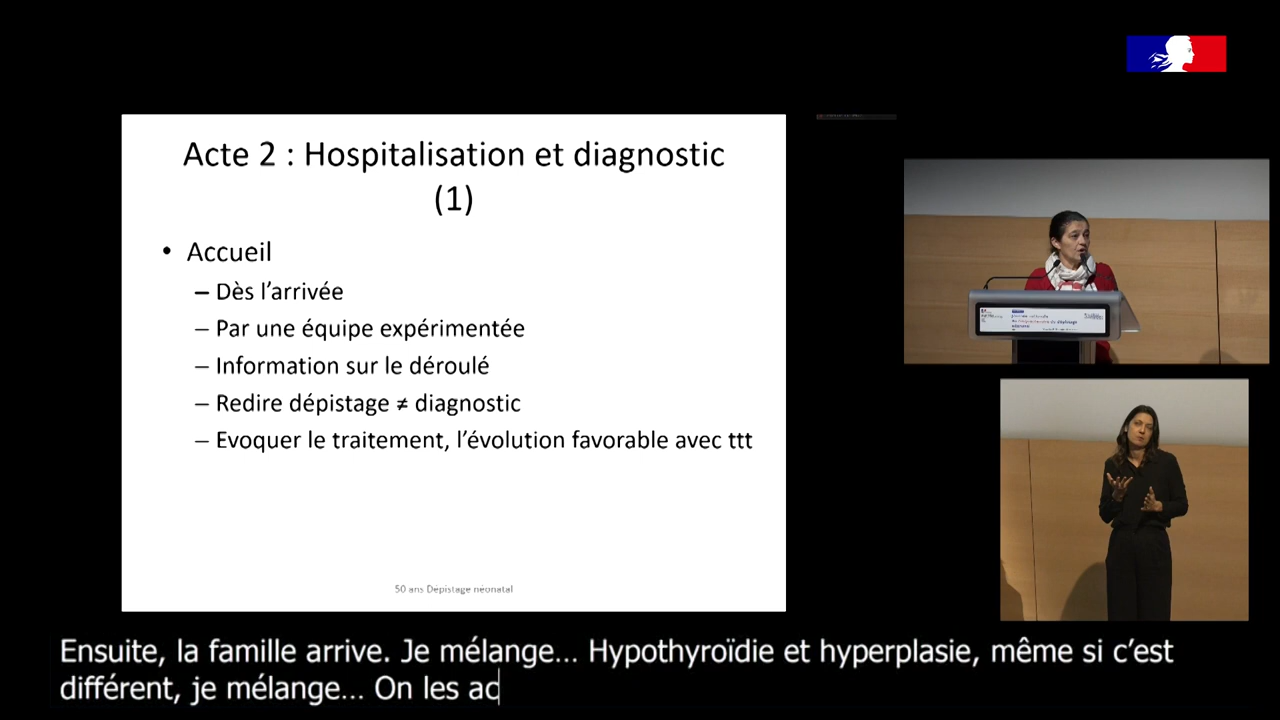 Acte 2 : Hospitalisation et diagnostic
(1)
• Accueil
– Dès l’arrivée
– Par une équipe expérimentée
– Information sur le déroulé
– Redire dépistage ≠ diagnostic
– Evoquer le traitement, l’évolution favorable avec ttt
50 ans Dépistage néonatal
Ensuite, la famille arrive. Je mélange... Hypothyroïdie et hyperplasie, même si c’est
différent, je mélange... On les ac